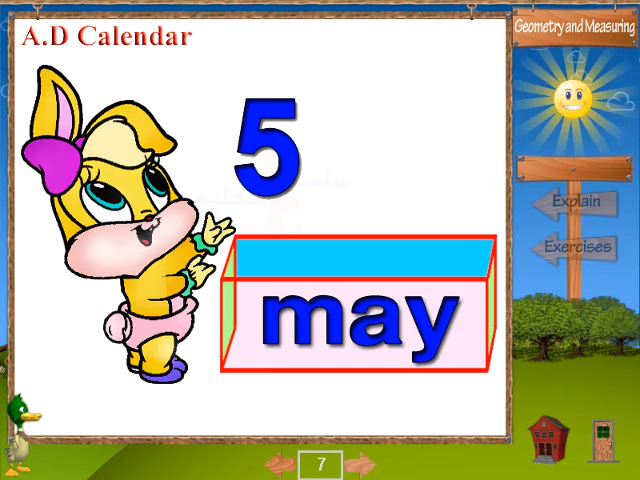 A.D Calendar
Geometry and Measuring
5
Explain
Exercises
may
7